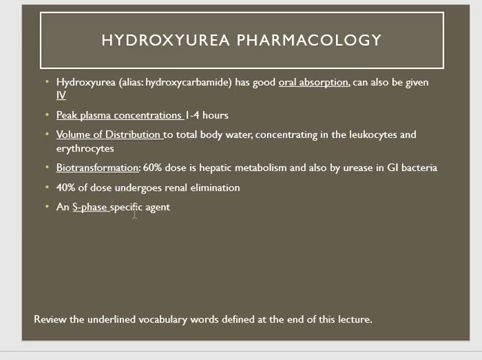 HYDROXYUREA PHARMACOLOGY
• Hydroxyurea (alias: hydroxycarbamide) has good oral absorption, can also be given
IV
• Peak plasma concentrations 1-4 hours
• Volume of Distribution to total body water, concentrating in the leukocytes and
erythrocytes
• Biotransformation: 60% dose is hepatic metabolism and also by urease in GI bacteria
• 40% of dose undergoes renal elimination
• An S-phase specific agent
Review the underlined vocabulary words defined at the end of this lecture.